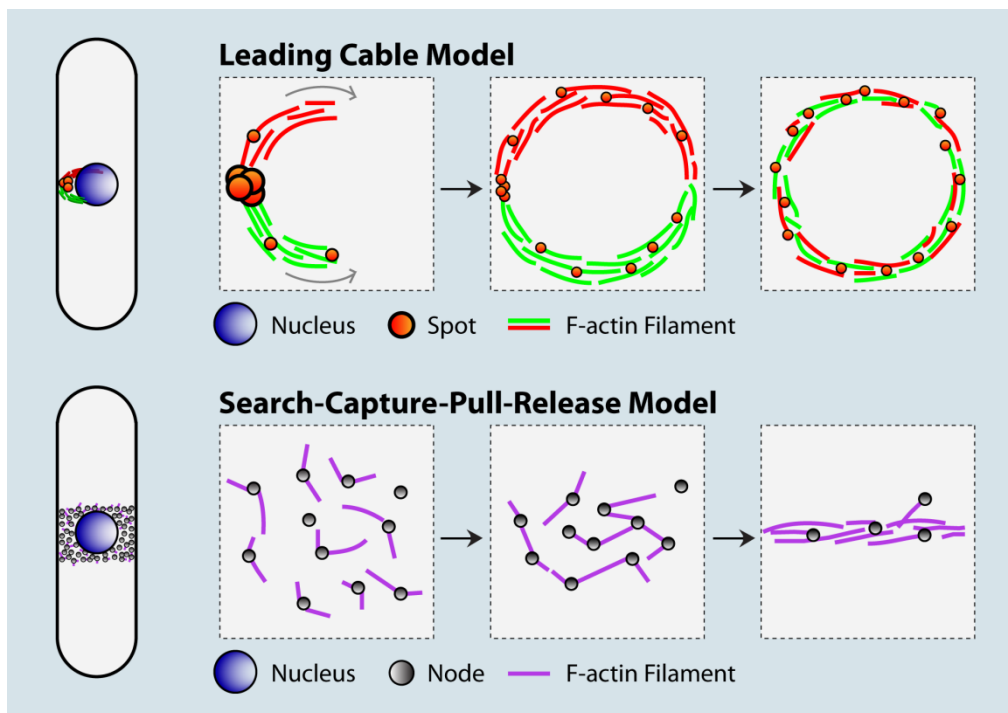 Leading Cable Model
Nucleus Spot F-actin Filament
Search-Capture-Pull-Release Model
Nucleus Node F-actin Filament